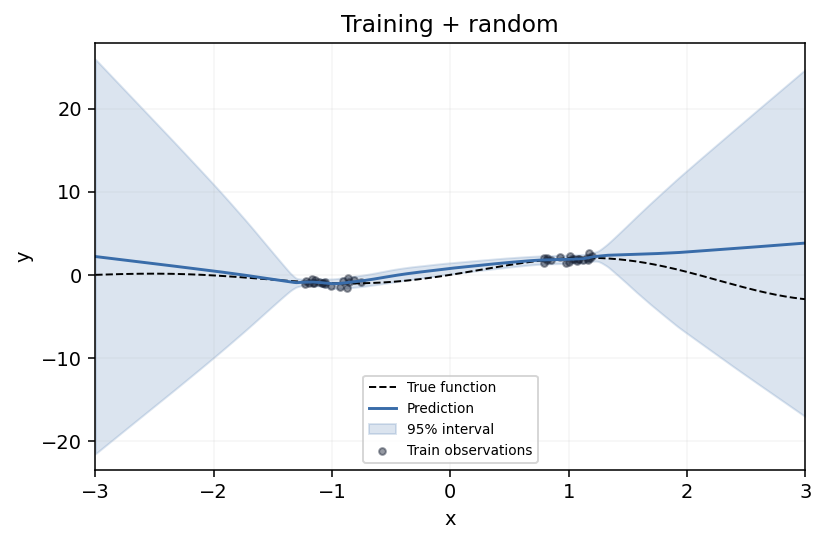 Training + random
20
10
0
−10
−20
y
True function
Prediction
95% interval
Train observations
−3 −2 −1 0 1 2 3
x